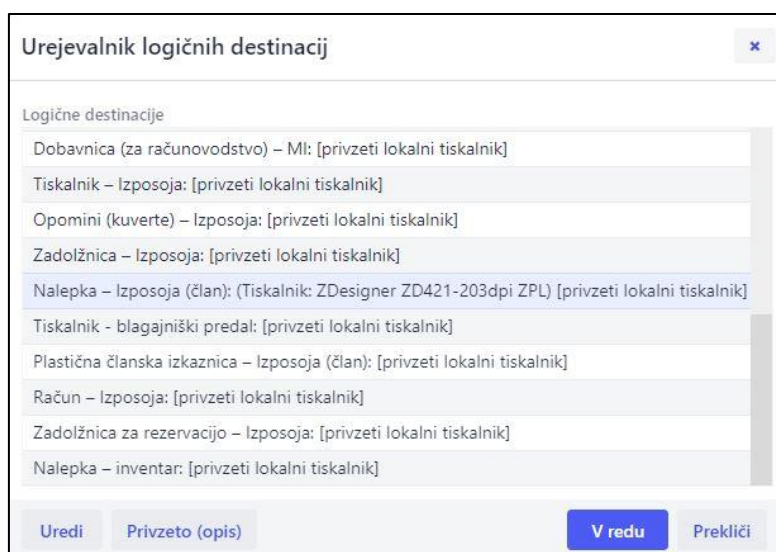 Urejevalnik logičnih destinacij
Logične destinacije
Dobavnica (za računovodstvo) – MI: [privzeti lokalni tiskalnik]
Tiskalnik – Izposoja: [privzeti lokalni tiskalnik]
Opomini (kuverte) – Izposoja: [privzeti lokalni tiskalnik]
Zadolžnica – Izposoja: [privzeti lokalni tiskalnik]
Nalepka – Izposoja (član): (Tiskalnik: ZDesigner ZD421-203dpi ZPL) [privzeti lokalni tiskalnik]
Tiskalnik - blagajniški predal: [privzeti lokalni tiskalnik]
Plastična članska izkaznica – Izposoja (član): [privzeti lokalni tiskalnik]
Račun – Izposoja: [privzeti lokalni tiskalnik]
Zadolžnica za rezervacijo – Izposoja: [privzeti lokalni tiskalnik]
Nalepka – inventar: [privzeti lokalni tiskalnik]
Uredi Privzeto (opis) V redu Prekliči